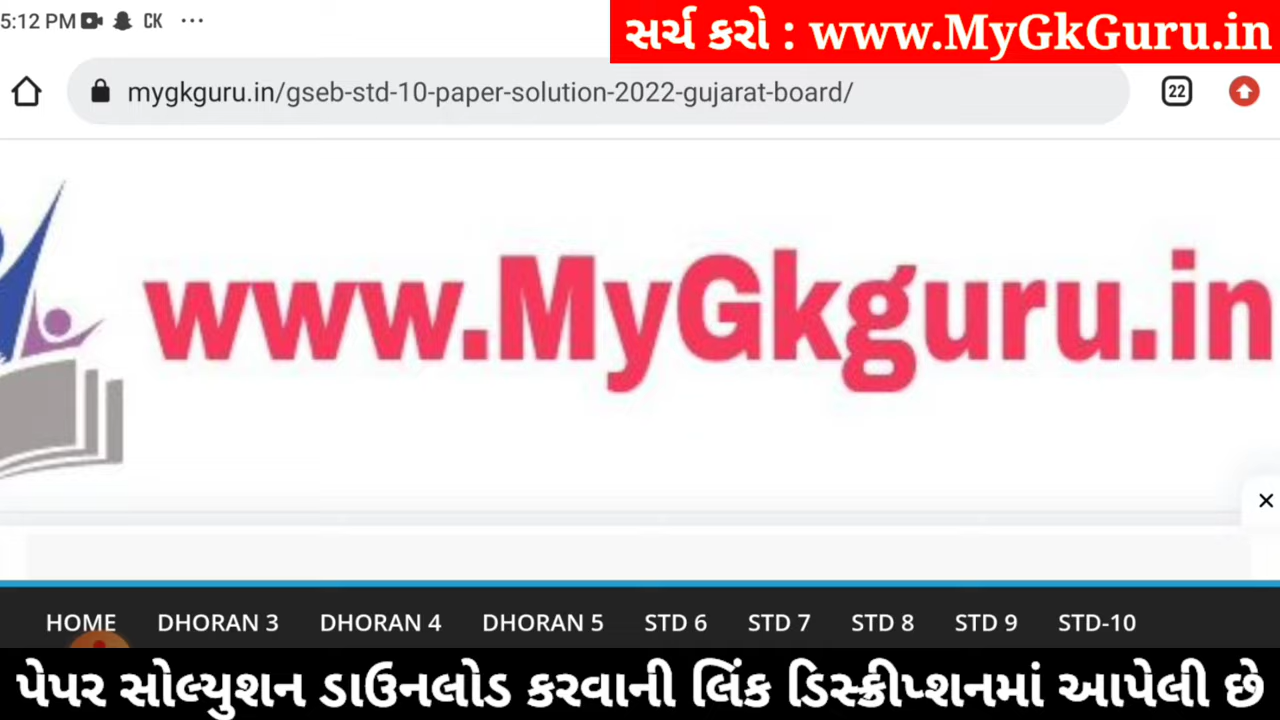 5:12 PM CK ...
સર્ચ કરો : www.MyGkGuru.in
mygkguru.in/gseb-std-10-paper-solution-2022-gujarat-board/
22
www.MyGkguru.in
×
HOME DHORAN 3 DHORAN 4 DHORAN 5 STD 6 STD 7 STD 8 STD 9 STD-10
પેપર સોલ્યુશન ડાઉનલોડ કરવાની લિંક ડિસ્ક્રીપ્શનમાં આપેલી છે